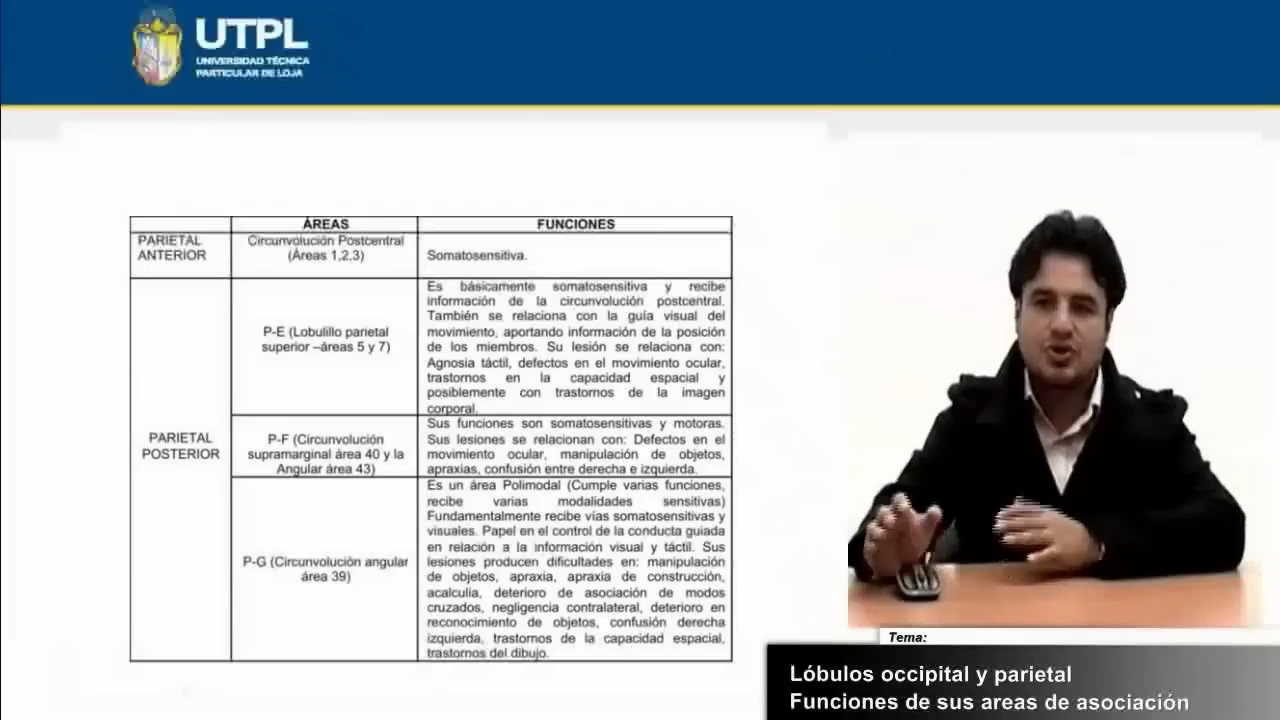 UTPL
UNIVERSIDAD TÉCNICA
PARTICULAR DE LOJA
ÁREAS
FUNCIONES
PARIETAL
ANTERIOR
Circunvolución Postcentral
(Áreas 1,2,3)
Somatosensitiva.
PARIETAL
POSTERIOR
P-E (Lobulillo parietal
superior –áreas 5 y 7)
Es básicamente somatosensitiva y recibe
información de la circunvolución postcentral.
También se relaciona con la guía visual del
movimiento, aportando información de la posición
de los miembros. Su lesión se relaciona con:
Agnosia táctil, defectos en el movimiento ocular,
trastornos en la capacidad espacial y
posiblemente con trastornos de la imagen
corporal.
P-F (Circunvolución
supramarginal área 40 y la
Angular área 43)
Sus funciones son somatosensitivas y motoras.
Sus lesiones se relacionan con: Defectos en el
movimiento ocular, manipulación de objetos,
apraxias, confusión entre derecha e izquierda.
P-G (Circunvolución angular
área 39)
Es un área Polimodal (Cumple varias funciones,
recibe varias modalidades sensitivas)
Fundamentalmente recibe vías somatosensitivas y
visuales. Papel en el control de la conducta guiada
en relación a la información visual y táctil. Sus
lesiones producen dificultades en: manipulación
de objetos, apraxia, apraxia de construcción,
acalculia, deterioro de asociación de modos
cruzados, negligencia contralateral, deterioro en
reconocimiento de objetos, confusión derecha
izquierda, trastornos de la capacidad espacial,
trastornos del dibujo.
Tema:
Lóbulos occipital y parietal
Funciones de sus areas de asociación